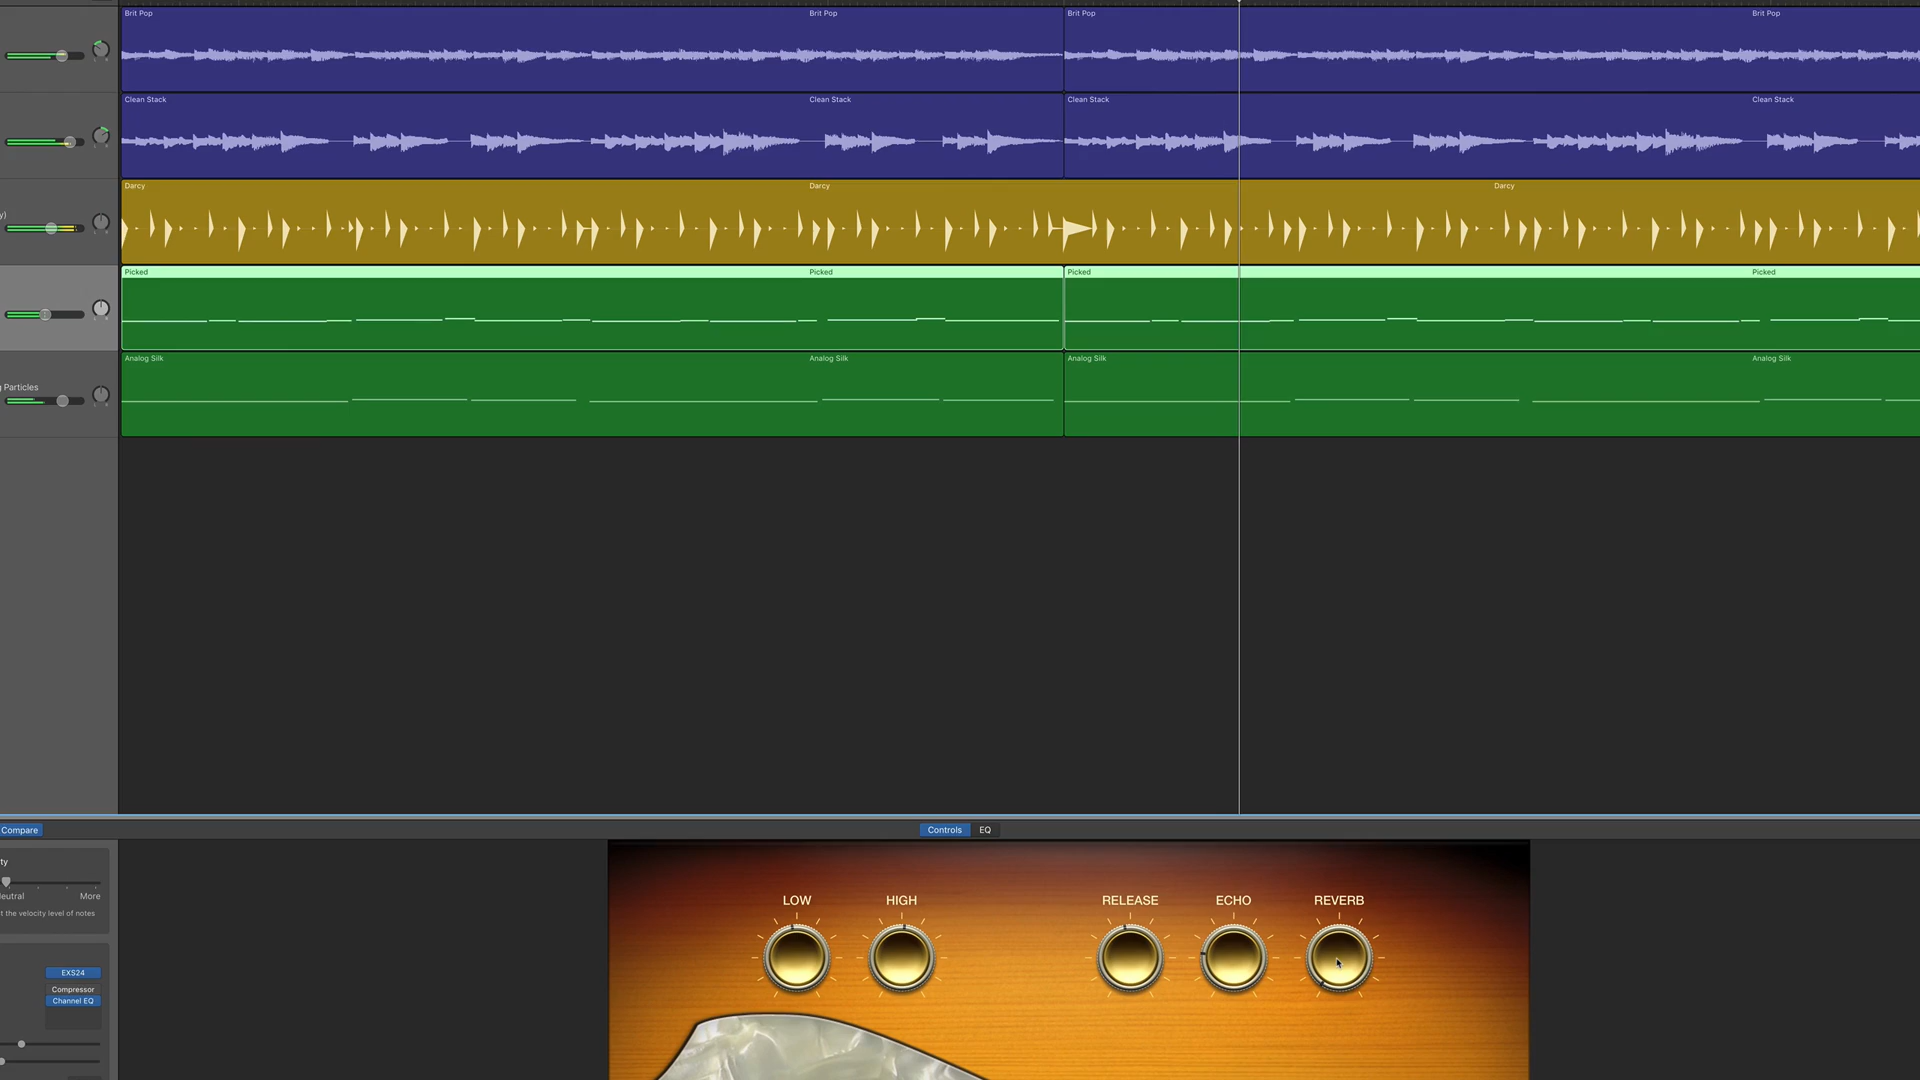 Brit Pop Brit Pop Brit Pop Brit Pop
Clean Stack Clean Stack Clean Stack Clean Stack
Darcy Darcy Darcy
y)
Picked Picked Picked Picked
Analog Silk Analog Silk Analog Silk Analog Silk
Particles
Compare
Controls EQ
ty
eutral More
t the velocity level of notes
LOW HIGH RELEASE ECHO REVERB
EXS24
Compressor
Channel EQ